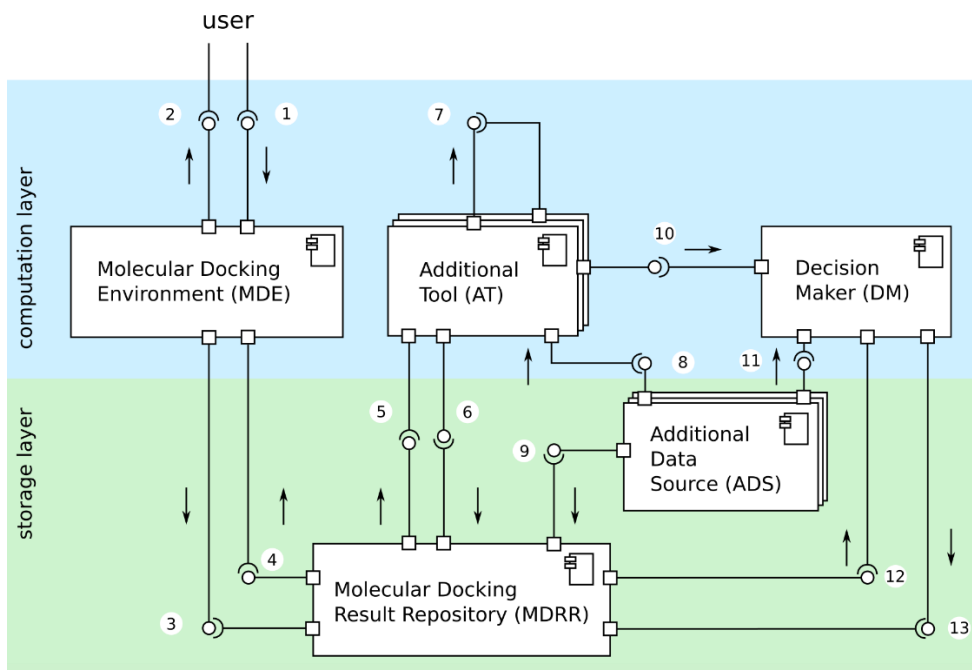 user
2
1
7
computation layer
Molecular Docking
Environment (MDE)
Additional
Tool (AT)
10
Decision
Maker (DM)
8
11
storage layer
5
6
9
Additional
Data
Source (ADS)
4
3
Molecular Docking
Result Repository (MDRR)
12
13